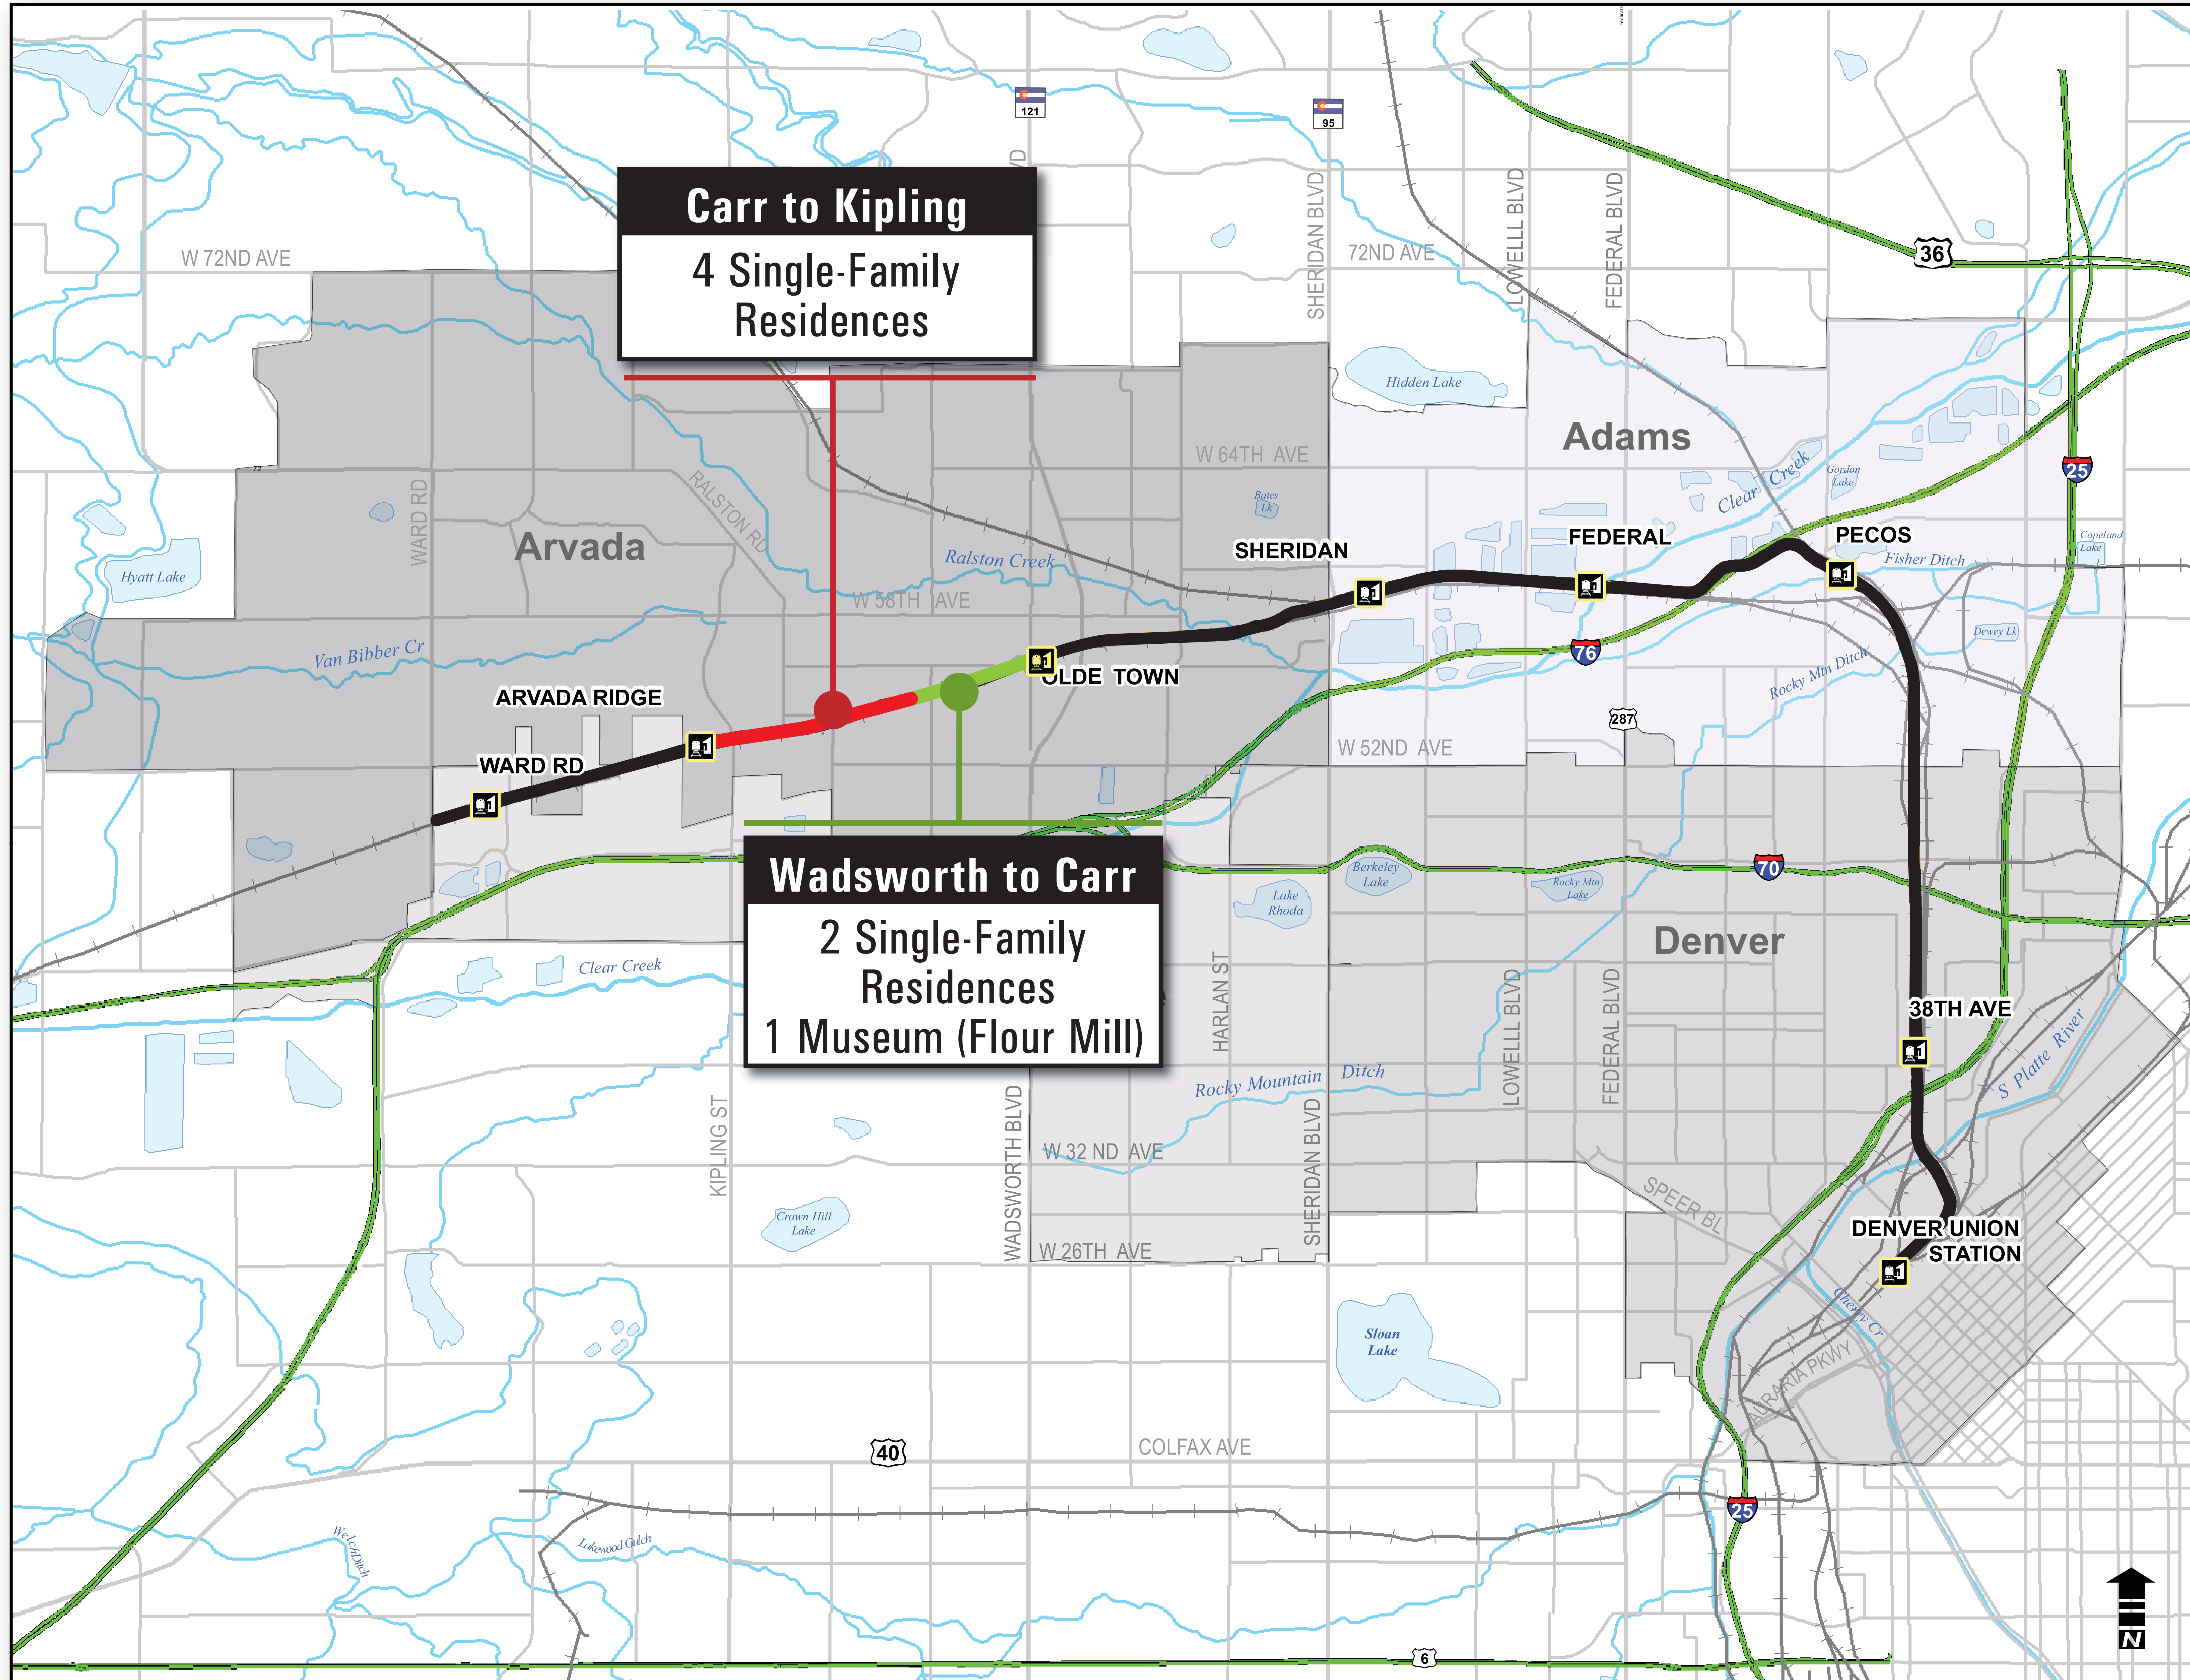 121
95
VD
Carr to Kipling
4 Single-Family
Residences
W 72ND AVE
SHERIDAN BLVD
72ND AVE
LOWELLL BLVD
FEDERAL BLVD
36
Hidden Lake
Adams
W 64TH AVE
72
Clear Creek
Gordon
Lake
25
Bates
Lk
WARD RD
RALSTON RD
Arvada
SHERIDAN
FEDERAL
PECOS
Copeland
Lake
Fisher Ditch
Hyatt Lake
Ralston Creek
W 58TH AVE
Van Bibber Cr
76
Dewey Lk
Rocky Mtn Ditch
OLDE TOWN
ARVADA RIDGE
287
W 52ND AVE
WARD RD
Wadsworth to Carr
2 Single-Family
Residences
1 Museum (Flour Mill)
70
Berkeley
Lake
Rocky Mtn
Lake
Lake
Rhoda
Denver
Clear Creek
HARLAN ST
LOWELL BLVD
FEDERAL BLVD
38TH AVE
S Platte River
Rocky Mountain Ditch
KIPLING ST
WADSWORTH BLVD
SHERIDAN BLVD
W 32 ND AVE
SPEER BL
Crown Hill
Lake
W 26TH AVE
DENVER UNION
STATION
Cherry Cr
Sloan
Lake
AURARIA PKWY
40
COLFAX AVE
25
Welch Ditch
Lakewood Gulch
6
N